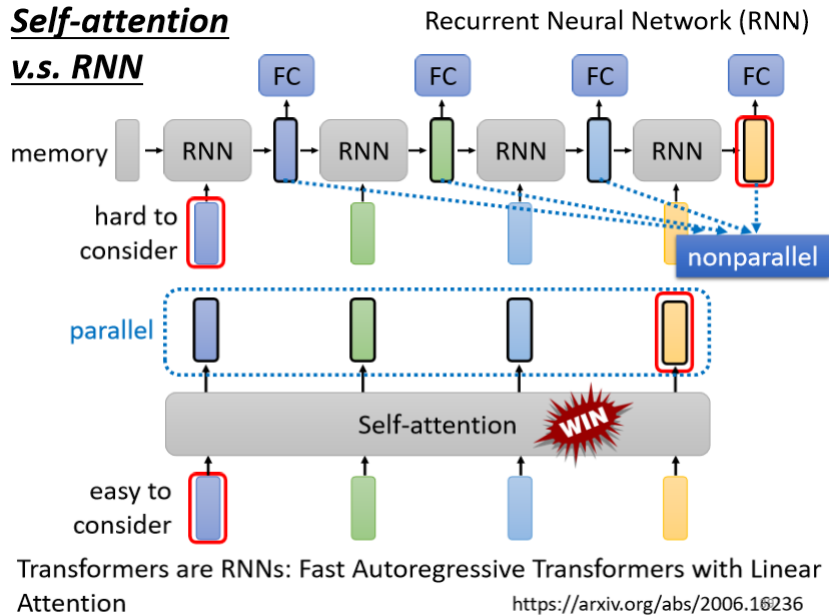 Self-attention
v.s. RNN
Recurrent Neural Network (RNN)
FC FC FC FC
memory RNN RNN RNN RNN
hard to
consider
nonparallel
parallel
Self-attention WIN
easy to
consider
Transformers are RNNs: Fast Autoregressive Transformers with Linear
Attention
https://arxiv.org/abs/2006.16236